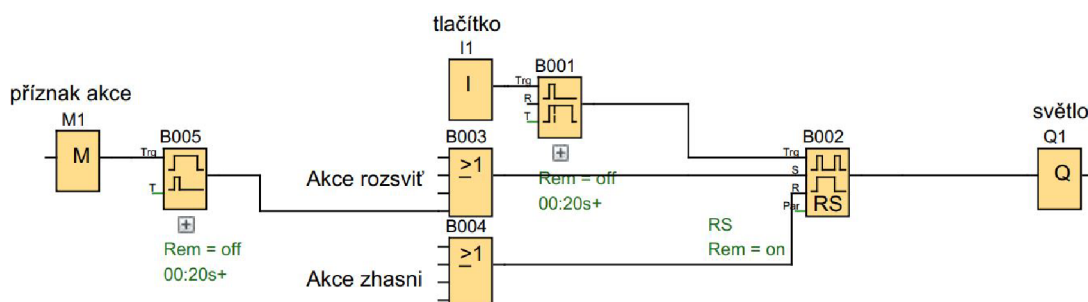 tlačítko
I1
I
Trg
R
T
B001
Rem = off
00:20s+
příznak akce
M1
M
Trg
T
B005
Rem = off
00:20s+
Akce rozsviť
B003
≥1
Akce zhasni
B004
≥1
RS
Rem = on
B002
Trg
S
R
Par
RS
světlo
Q1
Q